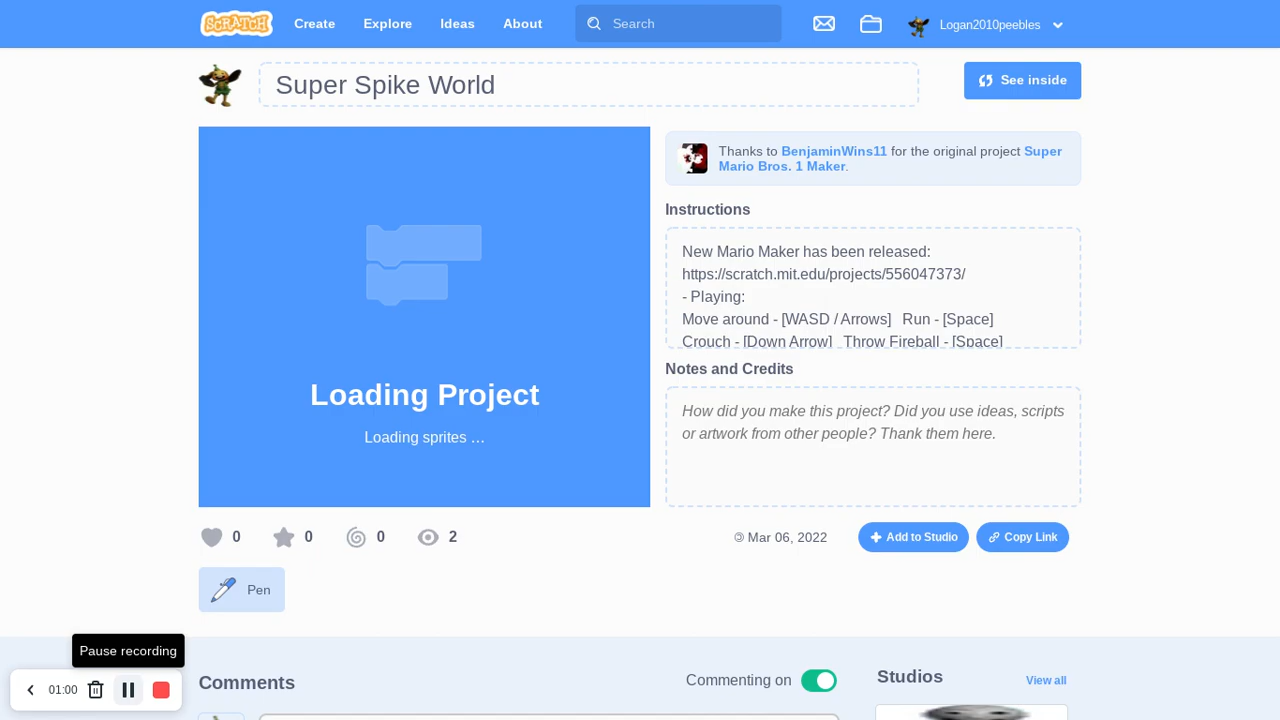 SCRATCH
Create Explore Ideas About Search Logan2010peebles
Super Spike World
See inside
Thanks to BenjaminWins11 for the original project Super
Mario Bros. 1 Maker.
Instructions
New Mario Maker has been released:
https://scratch.mit.edu/projects/556047373/
- Playing:
Move around - [WASD / Arrows]   Run - [Space]
Crouch - [Down Arrow]   Throw Fireball - [Space]
Loading Project
Loading sprites …
Notes and Credits
How did you make this project? Did you use ideas, scripts
or artwork from other people? Thank them here.
0 0 0 2
Mar 06, 2022
Add to Studio
Copy Link
Pen
Pause recording
01:00
Comments
Commenting on
Studios
View all